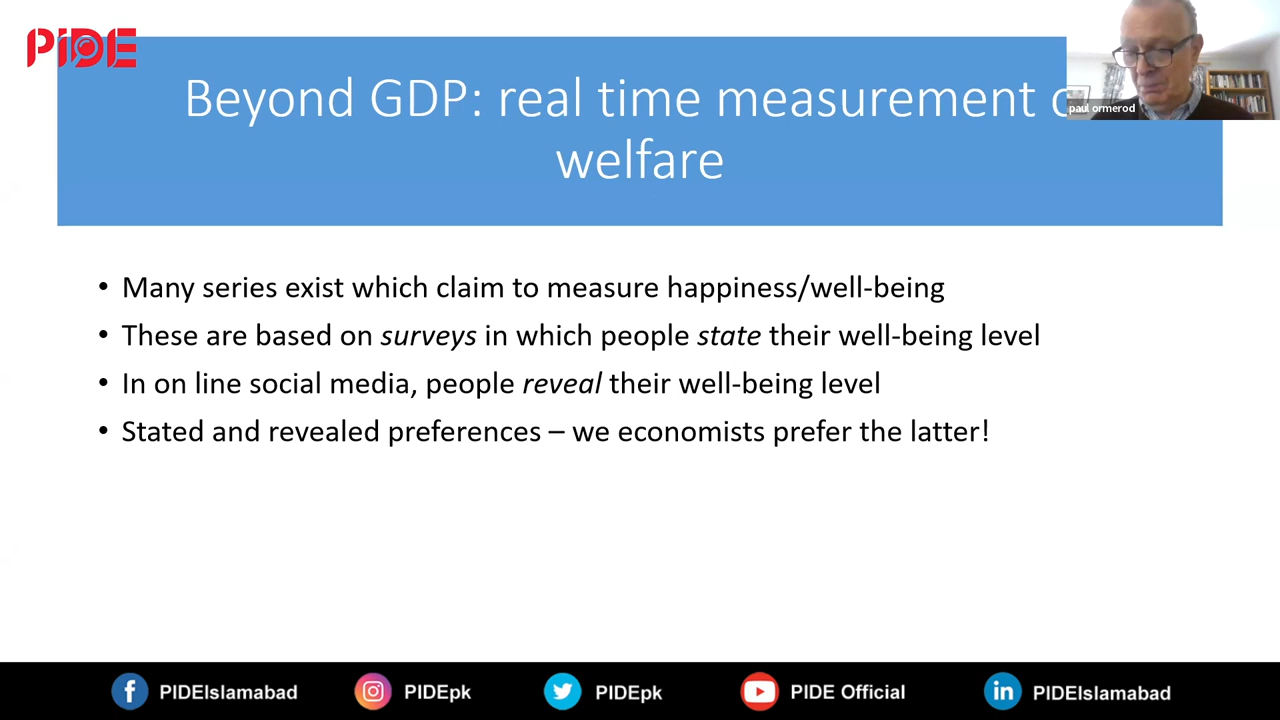 PiDE
Beyond GDP: real time measurement
welfare
paul ormerod
• Many series exist which claim to measure happiness/well-being
• These are based on surveys in which people state their well-being level
• In on line social media, people reveal their well-being level
• Stated and revealed preferences – we economists prefer the latter!
PIDEIslamabad
PIDEpk
PIDEpk
PIDE Official
PIDEIslamabad